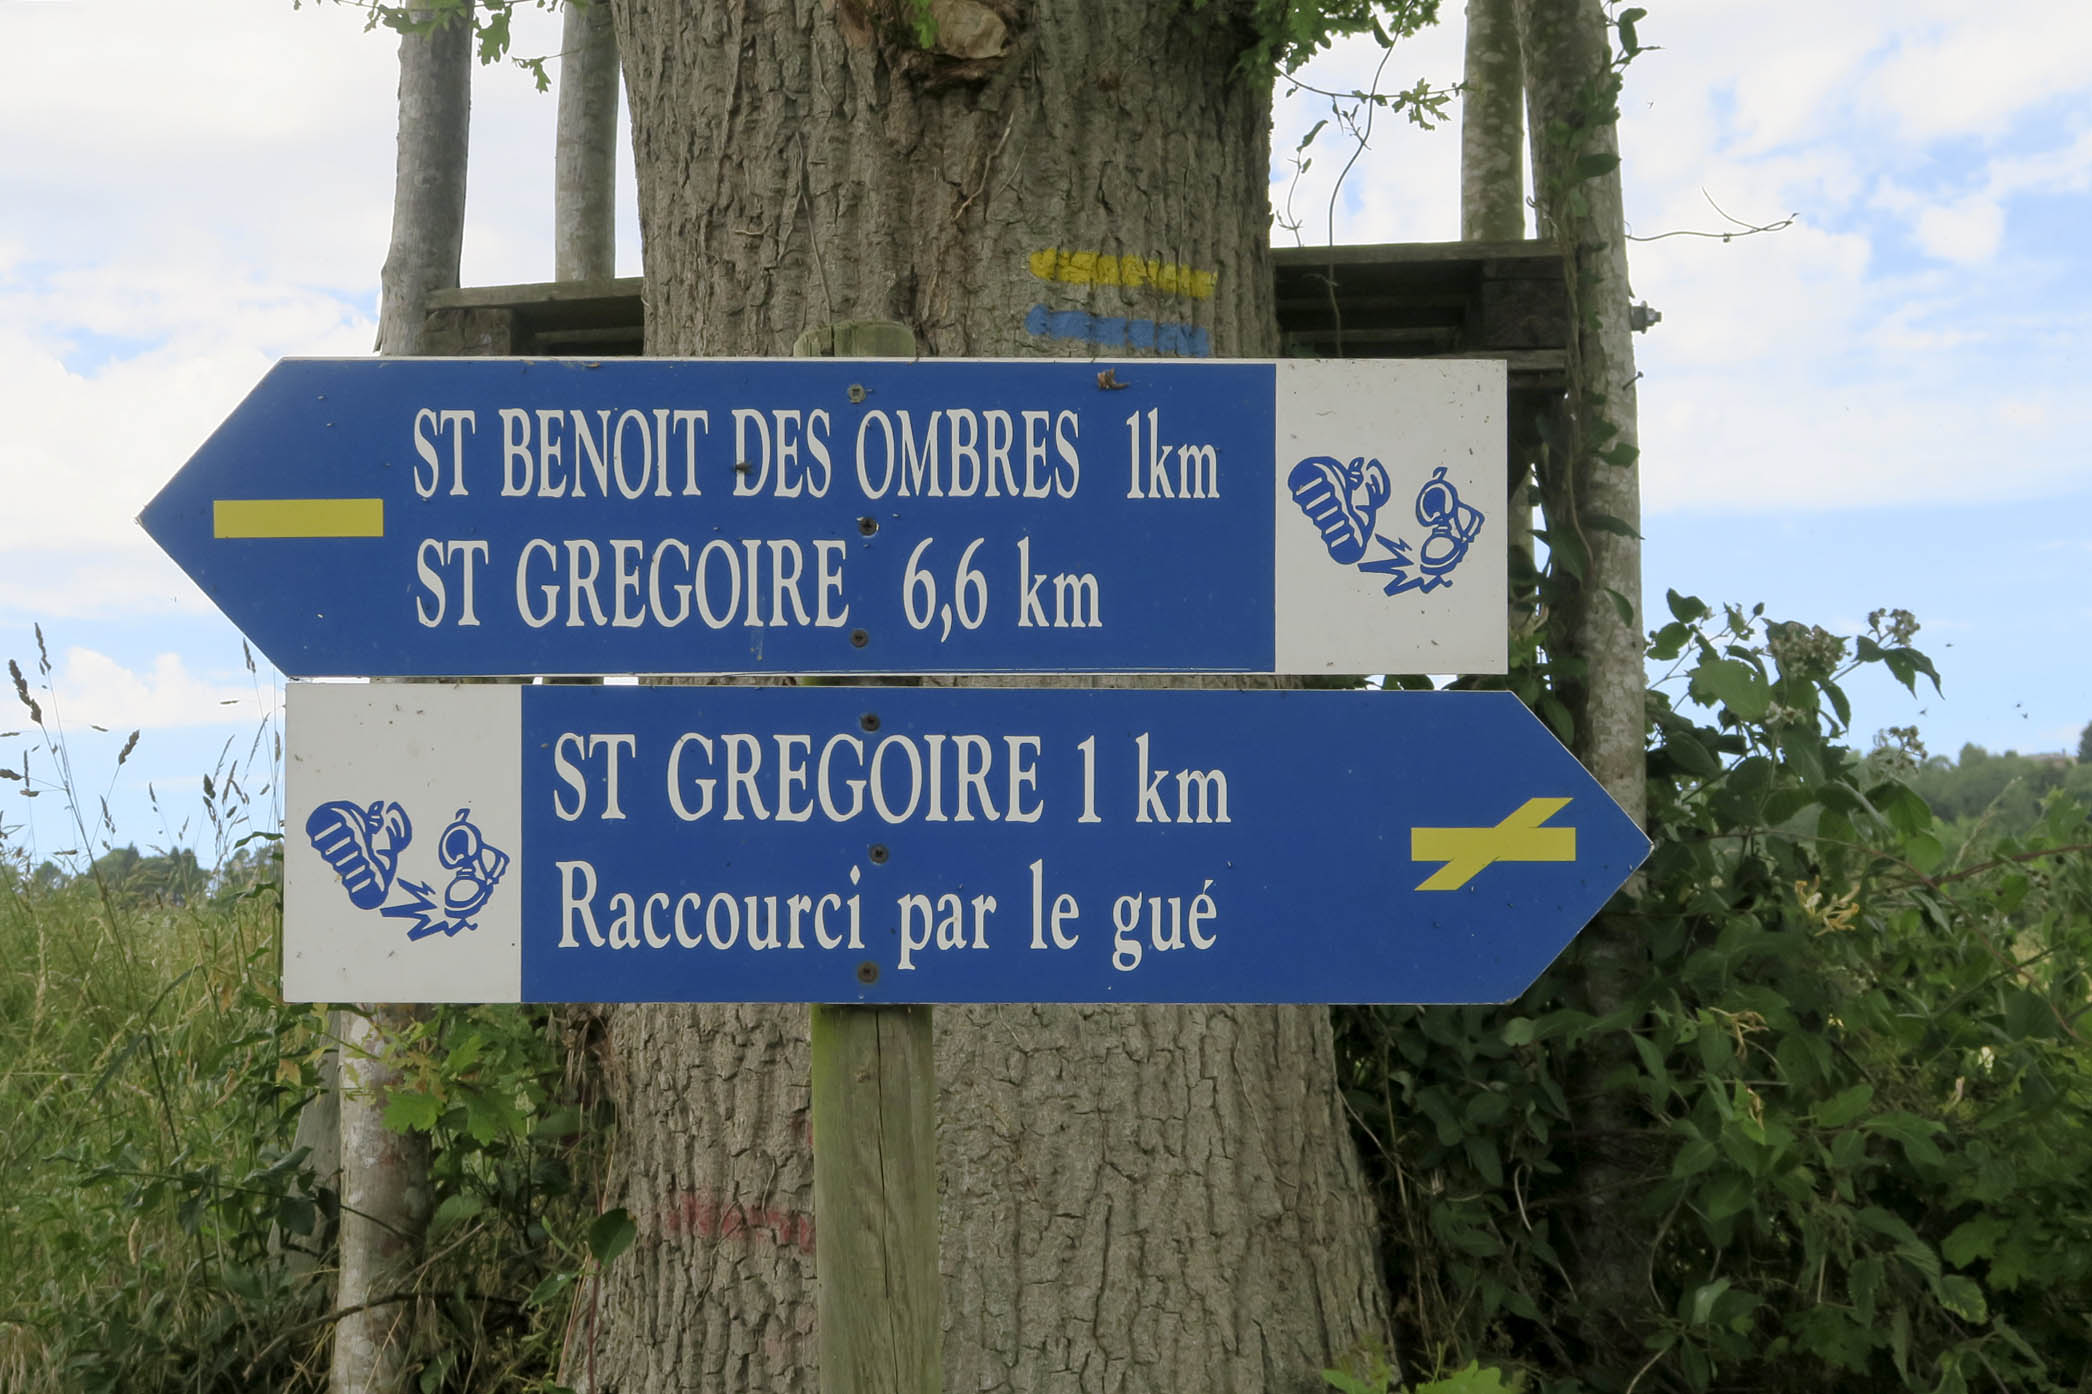 ST BENOIT DES OMBRES 1km
ST GREGOIRE 6,6 km
ST GREGOIRE 1 km
Raccourci par le gué